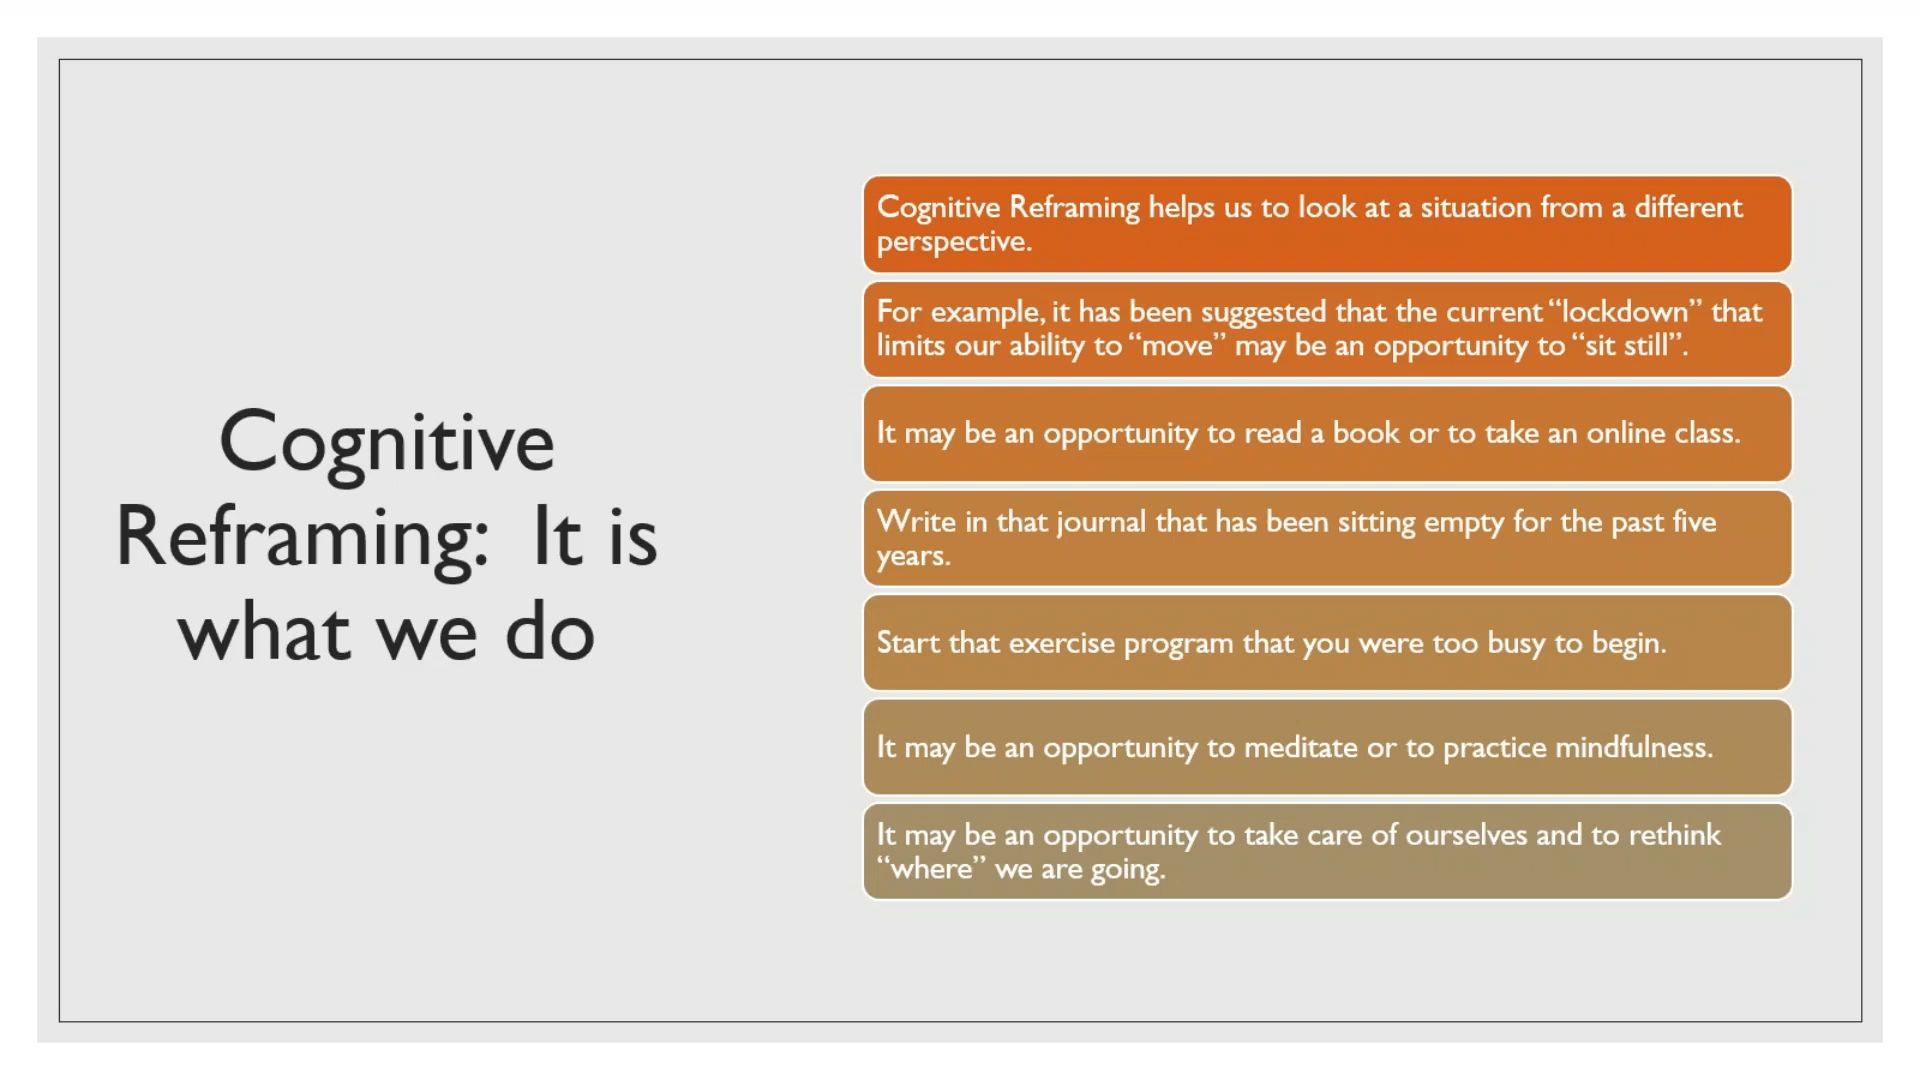 Cognitive
Reframing:  It is
what we do
Cognitive Reframing helps us to look at a situation from a different
perspective.
For example, it has been suggested that the current “lockdown” that
limits our ability to “move” may be an opportunity to “sit still”.
It may be an opportunity to read a book or to take an online class.
Write in that journal that has been sitting empty for the past five
years.
Start that exercise program that you were too busy to begin.
It may be an opportunity to meditate or to practice mindfulness.
It may be an opportunity to take care of ourselves and to rethink
“where” we are going.